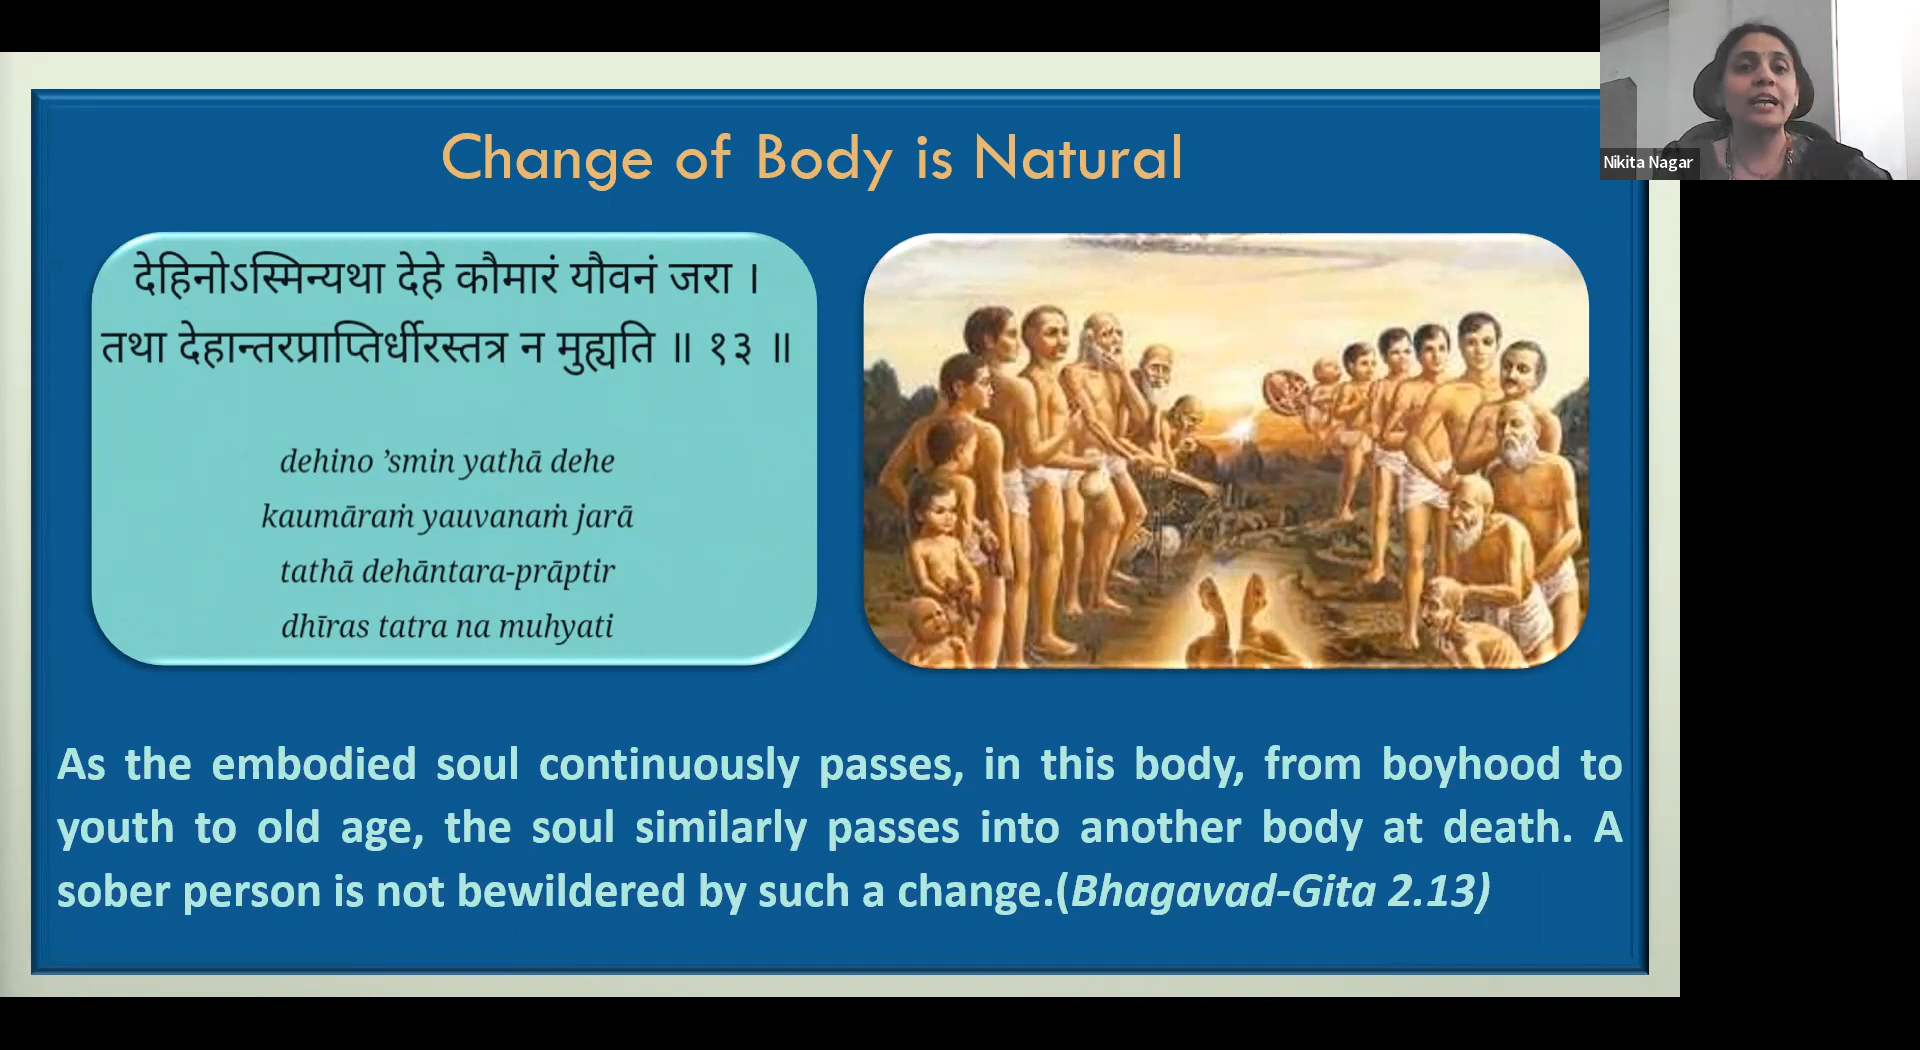 Change of Body is Natural
देहिनोऽस्मिन्यथा देहे कौमारं यौवनं जरा ।
तथा देहान्तरप्राप्तिर्धीरस्तत्र न मुह्यति ॥ १३ ॥
dehino ’smin yathā dehe
kaumāraṁ yauvanaṁ jarā
tathā dehāntara-prāptir
dhīras tatra na muhyati
As the embodied soul continuously passes, in this body, from boyhood to
youth to old age, the soul similarly passes into another body at death. A
sober person is not bewildered by such a change.(Bhagavad-Gita 2.13)
Nikita Nagar